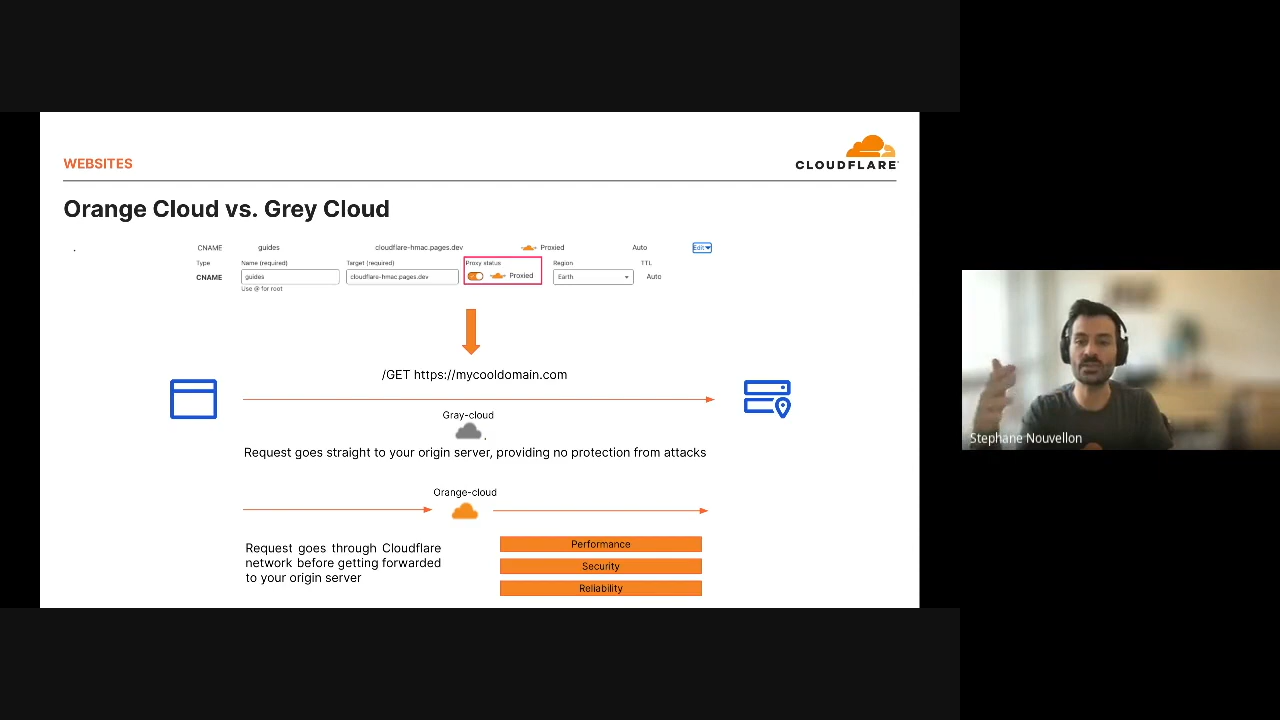 WEBSITES
CLOUDFLARE
Orange Cloud vs. Grey Cloud
CNAME guides cloudflare-hmac.pages.dev Proxied Auto Edit
Type Name (required) Target (required) Proxy status Region TTL
CNAME guides cloudflare-hmac.pages.dev Proxied Earth Auto
Use @ for root
/GET https://mycooldomain.com
Gray-cloud
Request goes straight to your origin server, providing no protection from attacks
Orange-cloud
Request goes through Cloudflare
network before getting forwarded
to your origin server
Performance
Security
Reliability
Stephane Nouvellon